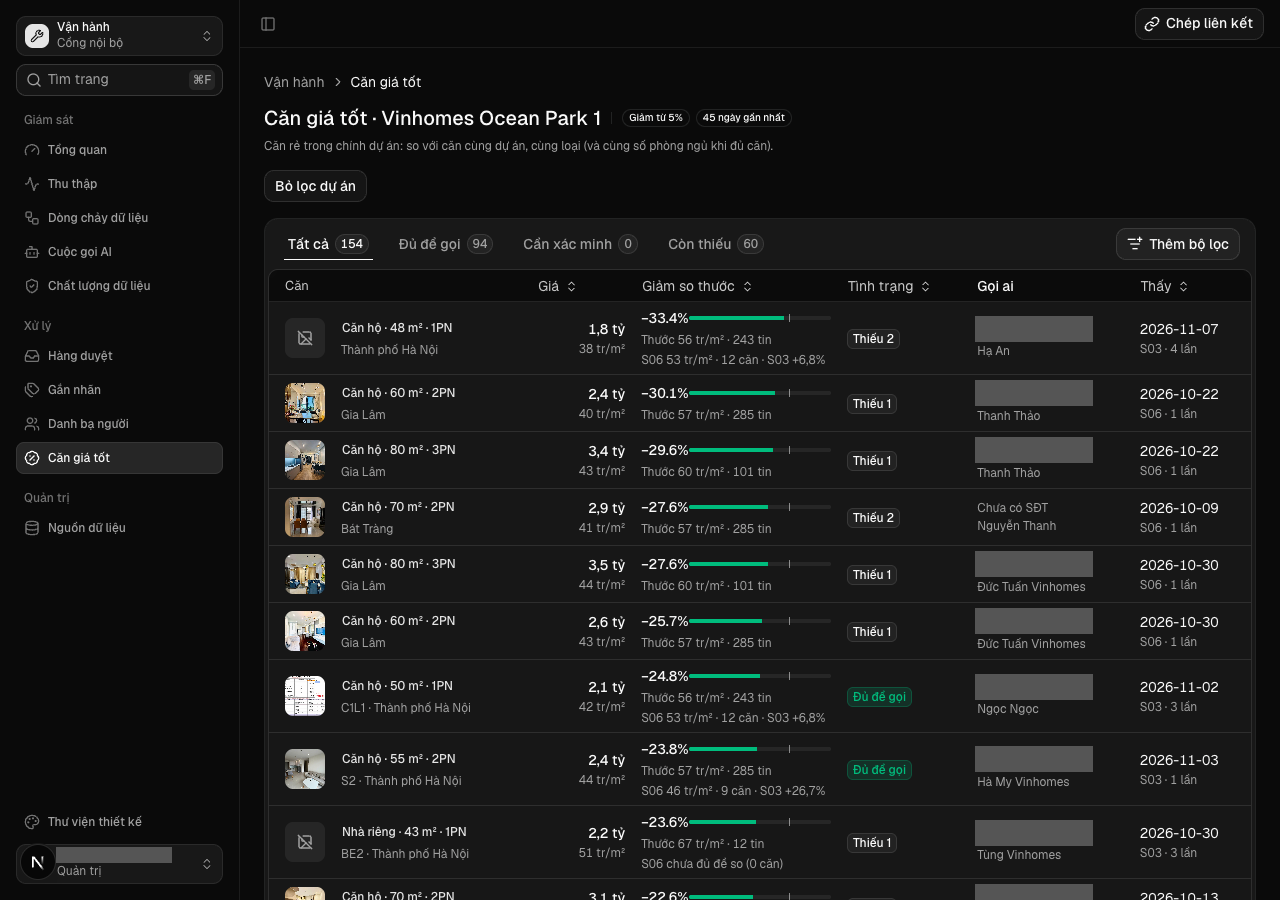 Vận hành
Cổng nội bộ
Tìm trang
⌘F
Giám sát
Tổng quan
Thu thập
Dòng chảy dữ liệu
Cuộc gọi AI
Chất lượng dữ liệu
Xử lý
Hàng duyệt
Gắn nhãn
Danh bạ người
Căn giá tốt
Quản trị
Nguồn dữ liệu
Thư viện thiết kế
N
Quản trị
Chép liên kết
Vận hành > Căn giá tốt
Căn giá tốt · Vinhomes Ocean Park 1
Giảm từ 5%
45 ngày gần nhất
Căn rẻ trong chính dự án: so với căn cùng dự án, cùng loại (và cùng số phòng ngủ khi đủ căn).
Bỏ lọc dự án
Tất cả 154
Đủ để gọi 94
Cần xác minh 0
Còn thiếu 60
Thêm bộ lọc
Căn Giá Giảm so thước Tình trạng Gọi ai Thấy
Căn hộ · 48 m² · 1PN
Thành phố Hà Nội
1,8 tỷ
38 tr/m²
−33.4%
Thước 56 tr/m² · 243 tin
S06 53 tr/m² · 12 căn · S03 +6,8%
Thiếu 2
Hạ An
2026-11-07
S03 · 4 lần
Căn hộ · 60 m² · 2PN
Gia Lâm
2,4 tỷ
40 tr/m²
−30.1%
Thước 57 tr/m² · 285 tin
Thiếu 1
Thanh Thảo
2026-10-22
S06 · 1 lần
Căn hộ · 80 m² · 3PN
Gia Lâm
3,4 tỷ
43 tr/m²
−29.6%
Thước 60 tr/m² · 101 tin
Thiếu 1
Thanh Thảo
2026-10-22
S06 · 1 lần
Căn hộ · 70 m² · 2PN
Bát Tràng
2,9 tỷ
41 tr/m²
−27.6%
Thước 57 tr/m² · 285 tin
Thiếu 2
Chưa có SĐT
Nguyễn Thanh
2026-10-09
S06 · 1 lần
Căn hộ · 80 m² · 3PN
Gia Lâm
3,5 tỷ
44 tr/m²
−27.6%
Thước 60 tr/m² · 101 tin
Thiếu 1
Đức Tuấn Vinhomes
2026-10-30
S06 · 1 lần
Căn hộ · 60 m² · 2PN
Gia Lâm
2,6 tỷ
43 tr/m²
−25.7%
Thước 57 tr/m² · 285 tin
Thiếu 1
Đức Tuấn Vinhomes
2026-10-30
S06 · 1 lần
Căn hộ · 50 m² · 1PN
C1L1 · Thành phố Hà Nội
2,1 tỷ
42 tr/m²
−24.8%
Thước 56 tr/m² · 243 tin
S06 53 tr/m² · 12 căn · S03 +6,8%
Đủ để gọi
Ngọc Ngọc
2026-11-02
S03 · 3 lần
Căn hộ · 55 m² · 2PN
S2 · Thành phố Hà Nội
2,4 tỷ
44 tr/m²
−23.8%
Thước 57 tr/m² · 285 tin
S06 46 tr/m² · 9 căn · S03 +26,7%
Đủ để gọi
Hà My Vinhomes
2026-11-03
S03 · 1 lần
Nhà riêng · 43 m² · 1PN
BE2 · Thành phố Hà Nội
2,2 tỷ
51 tr/m²
−23.6%
Thước 67 tr/m² · 12 tin
S06 chưa đủ để so (0 căn)
Thiếu 1
Tùng Vinhomes
2026-10-30
S03 · 3 lần
Căn hộ · 70 m² · 2PN
3,1 tỷ
−22.6%
2026-10-13